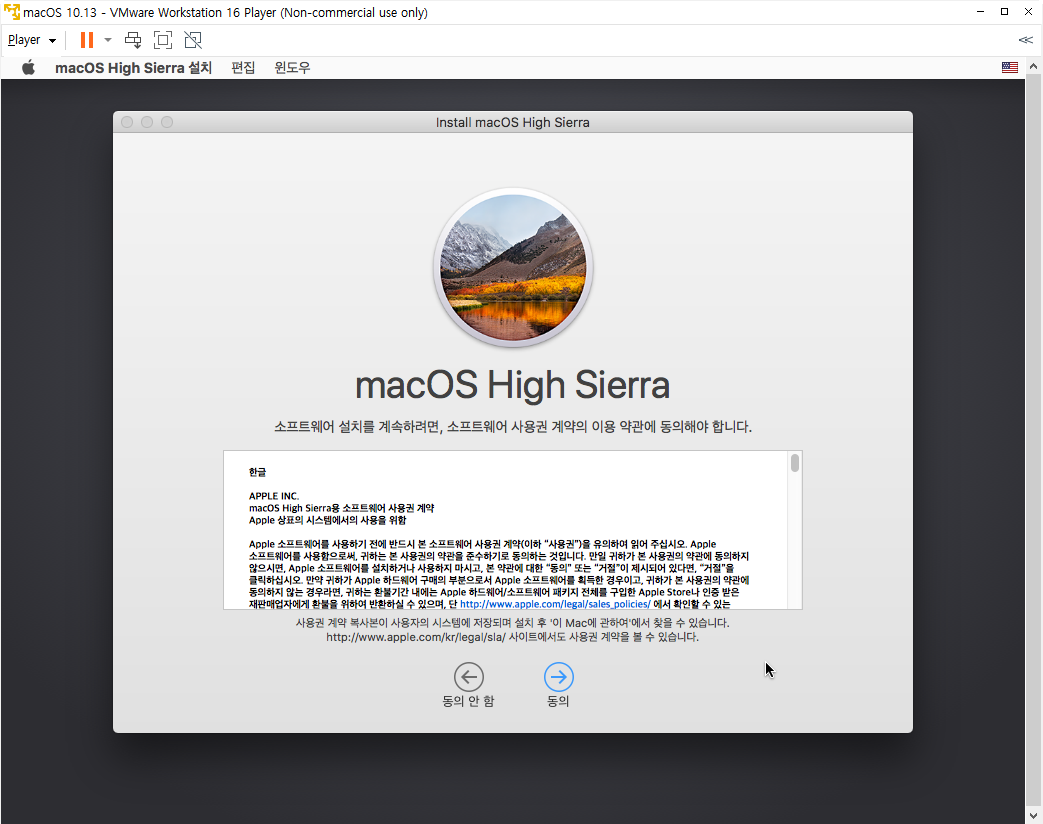 macOS 10.13 - VMware Workstation 16 Player (Non-commercial use only)
Player
macOS High Sierra 설치 편집 윈도우
Install macOS High Sierra
macOS High Sierra
소프트웨어 설치를 계속하려면, 소프트웨어 사용권 계약의 이용 약관에 동의해야 합니다.
한글
APPLE INC.
macOS High Sierra용 소프트웨어 사용권 계약
Apple 상표의 시스템에서의 사용을 위함
Apple 소프트웨어를 사용하기 전에 반드시 본 소프트웨어 사용권 계약(이하 “사용권”)을 유의하여 읽어 주십시오. Apple
소프트웨어를 사용함으로써, 귀하는 본 사용권의 약관을 준수하기로 동의하는 것입니다. 만일 귀하가 본 사용권의 약관에 동의하지
않으시면, Apple 소프트웨어를 설치하거나 사용하지 마시고, 본 약관에 대한 “동의” 또는 “거절”이 제시되어 있다면, “거절”을
클릭하십시오. 만약 귀하가 Apple 하드웨어 구매의 부분으로서 Apple 소프트웨어를 획득한 경우이고, 귀하가 본 사용권의 약관에
동의하지 않는 경우라면, 귀하는 환불기간 내에는 Apple 하드웨어/소프트웨어 패키지 전체를 구입한 Apple Store나 인증 받은
재판매업자에게 환불을 위하여 반환하실 수 있으며, 단 http://www.apple.com/legal/sales_policies/ 에서 확인할 수 있는
사용권 계약 복사본이 사용자의 시스템에 저장되며 설치 후 '이 Mac에 관하여'에서 찾을 수 있습니다.
http://www.apple.com/kr/legal/sla/ 사이트에서도 사용권 계약을 볼 수 있습니다.
동의 안 함 동의